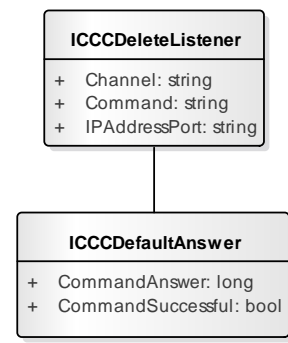 ICCCDeleteListener
+ Channel: string
+ Command: string
+ IPAddressPort: string
ICCCDefaultAnswer
+ CommandAnswer: long
+ CommandSuccessful: bool